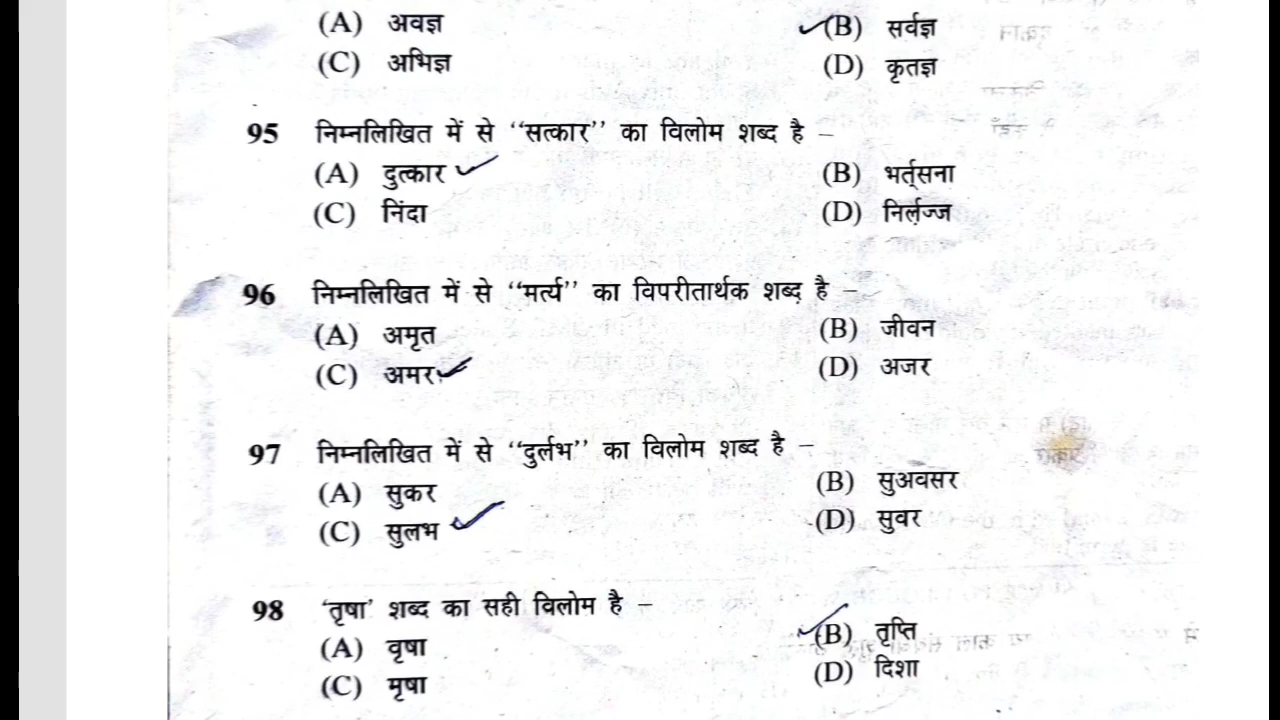 (A) अवज्ञ (B) सर्वज्ञ
(C) अभिज्ञ (D) कृतज्ञ
95 निम्नलिखित में से “सत्कार” का विलोम शब्द है –
(A) दुत्कार (B) भर्त्सना
(C) निंदा (D) निर्लज्ज
96 निम्नलिखित में से “मर्त्य” का विपरीतार्थक शब्द है –
(A) अमृत (B) जीवन
(C) अमर (D) अजर
97 निम्नलिखित में से “दुर्लभ” का विलोम शब्द है –
(A) सुकर (B) सुअवसर
(C) सुलभ (D) सुवर
98 ‘तृषा’ शब्द का सही विलोम है –
(A) वृषा (B) तृप्ति
(C) मृषा (D) दिशा